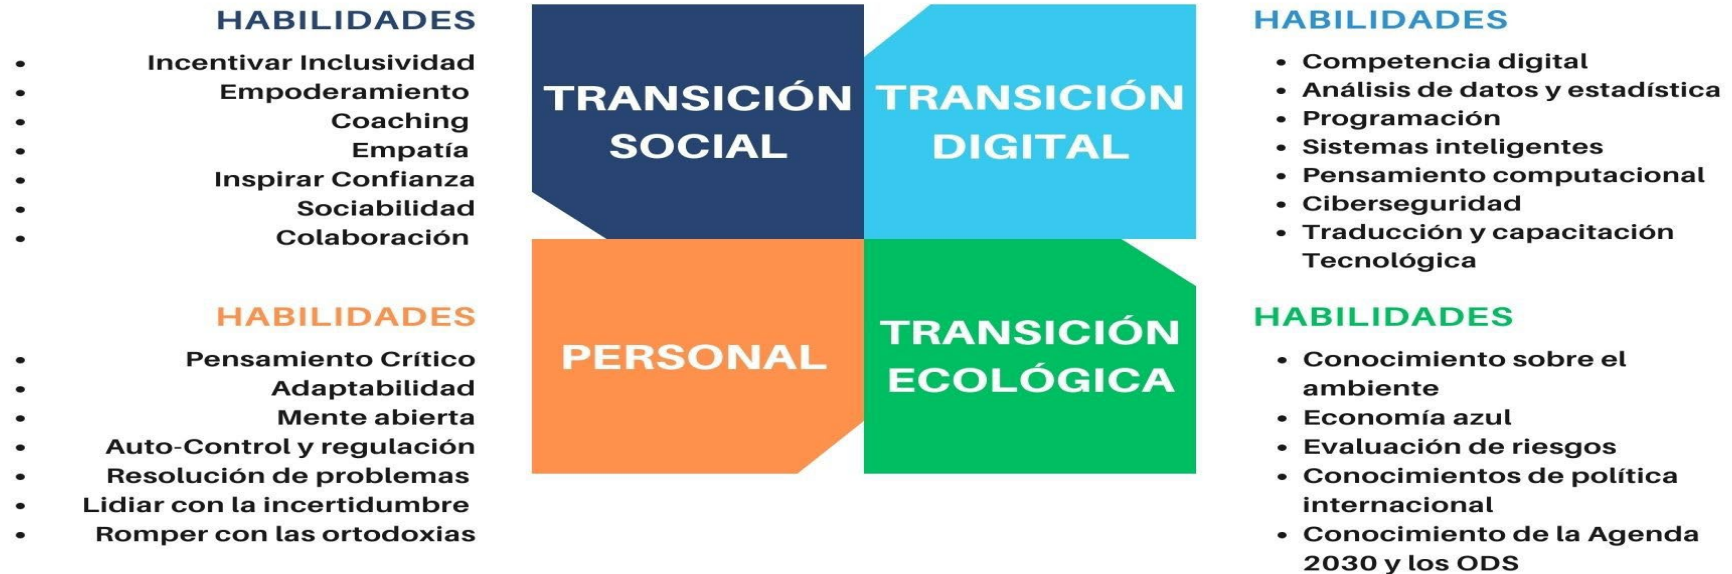 HABILIDADES
• Incentivar Inclusividad
• Empoderamiento
• Coaching
• Empatía
• Inspirar Confianza
• Sociabilidad
• Colaboración
TRANSICIÓN
SOCIAL
TRANSICIÓN
DIGITAL
HABILIDADES
• Competencia digital
• Análisis de datos y estadística
• Programación
• Sistemas inteligentes
• Pensamiento computacional
• Ciberseguridad
• Traducción y capacitación
Tecnológica
HABILIDADES
• Pensamiento Crítico
• Adaptabilidad
• Mente abierta
• Auto-Control y regulación
• Resolución de problemas
• Lidiar con la incertidumbre
• Romper con las ortodoxias
PERSONAL
TRANSICIÓN
ECOLÓGICA
HABILIDADES
• Conocimiento sobre el
ambiente
• Economía azul
• Evaluación de riesgos
• Conocimientos de política
internacional
• Conocimiento de la Agenda
2030 y los ODS